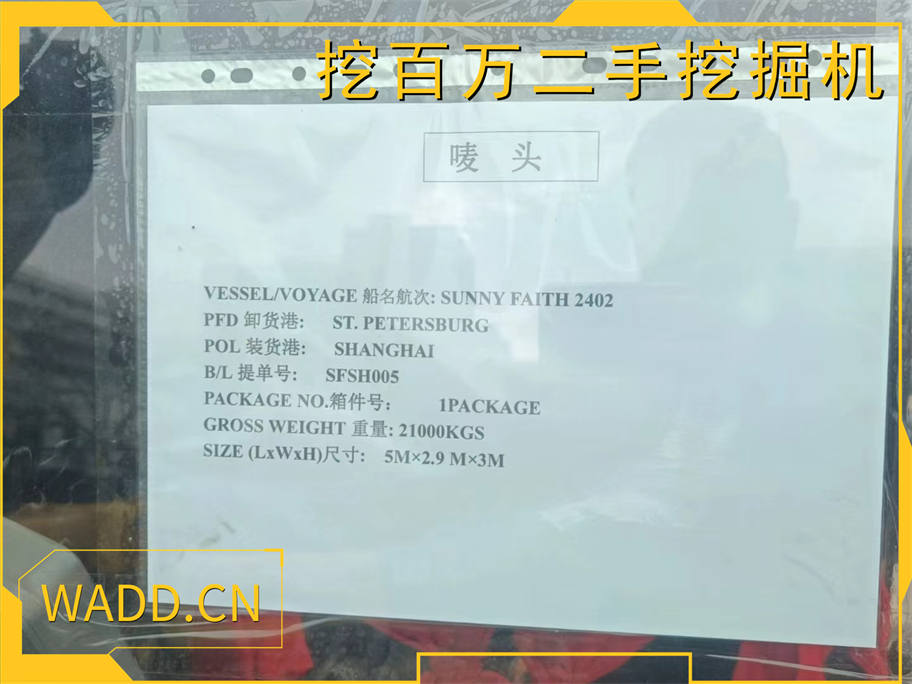 挖百万二手挖掘机
唛 头
VESSEL/VOYAGE 船名航次: SUNNY FAITH 2402
PFD 卸货港: ST. PETERSBURG
POL 装货港: SHANGHAI
B/L 提单号: SFSH005
PACKAGE NO.箱件号: 1PACKAGE
GROSS WEIGHT 重量: 21000KGS
SIZE (LxWxH)尺寸: 5M×2.9 M×3M
WADD.CN